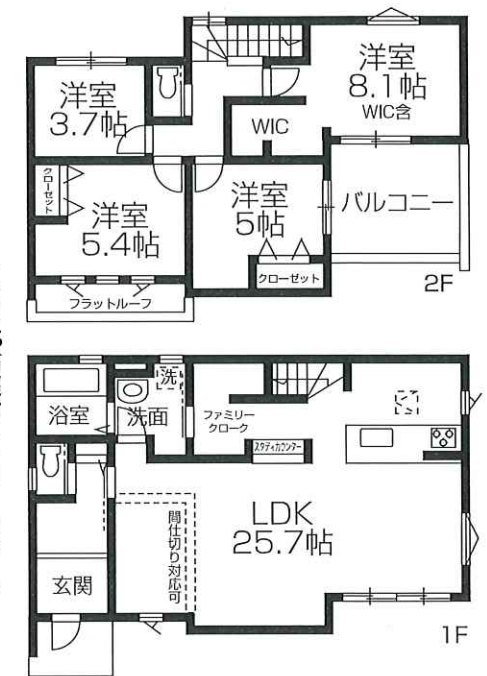 洋室
3.7帖
洋室
8.1帖
WIC含
WIC
クローゼット
洋室
5.4帖
洋室
5帖
クローゼット
バルコニー
フラットルーフ
2F
浴室
洗面
洗
ファミリー
クローク
スタディカウンター
LDK
25.7帖
間仕切り対応可
玄関
1F